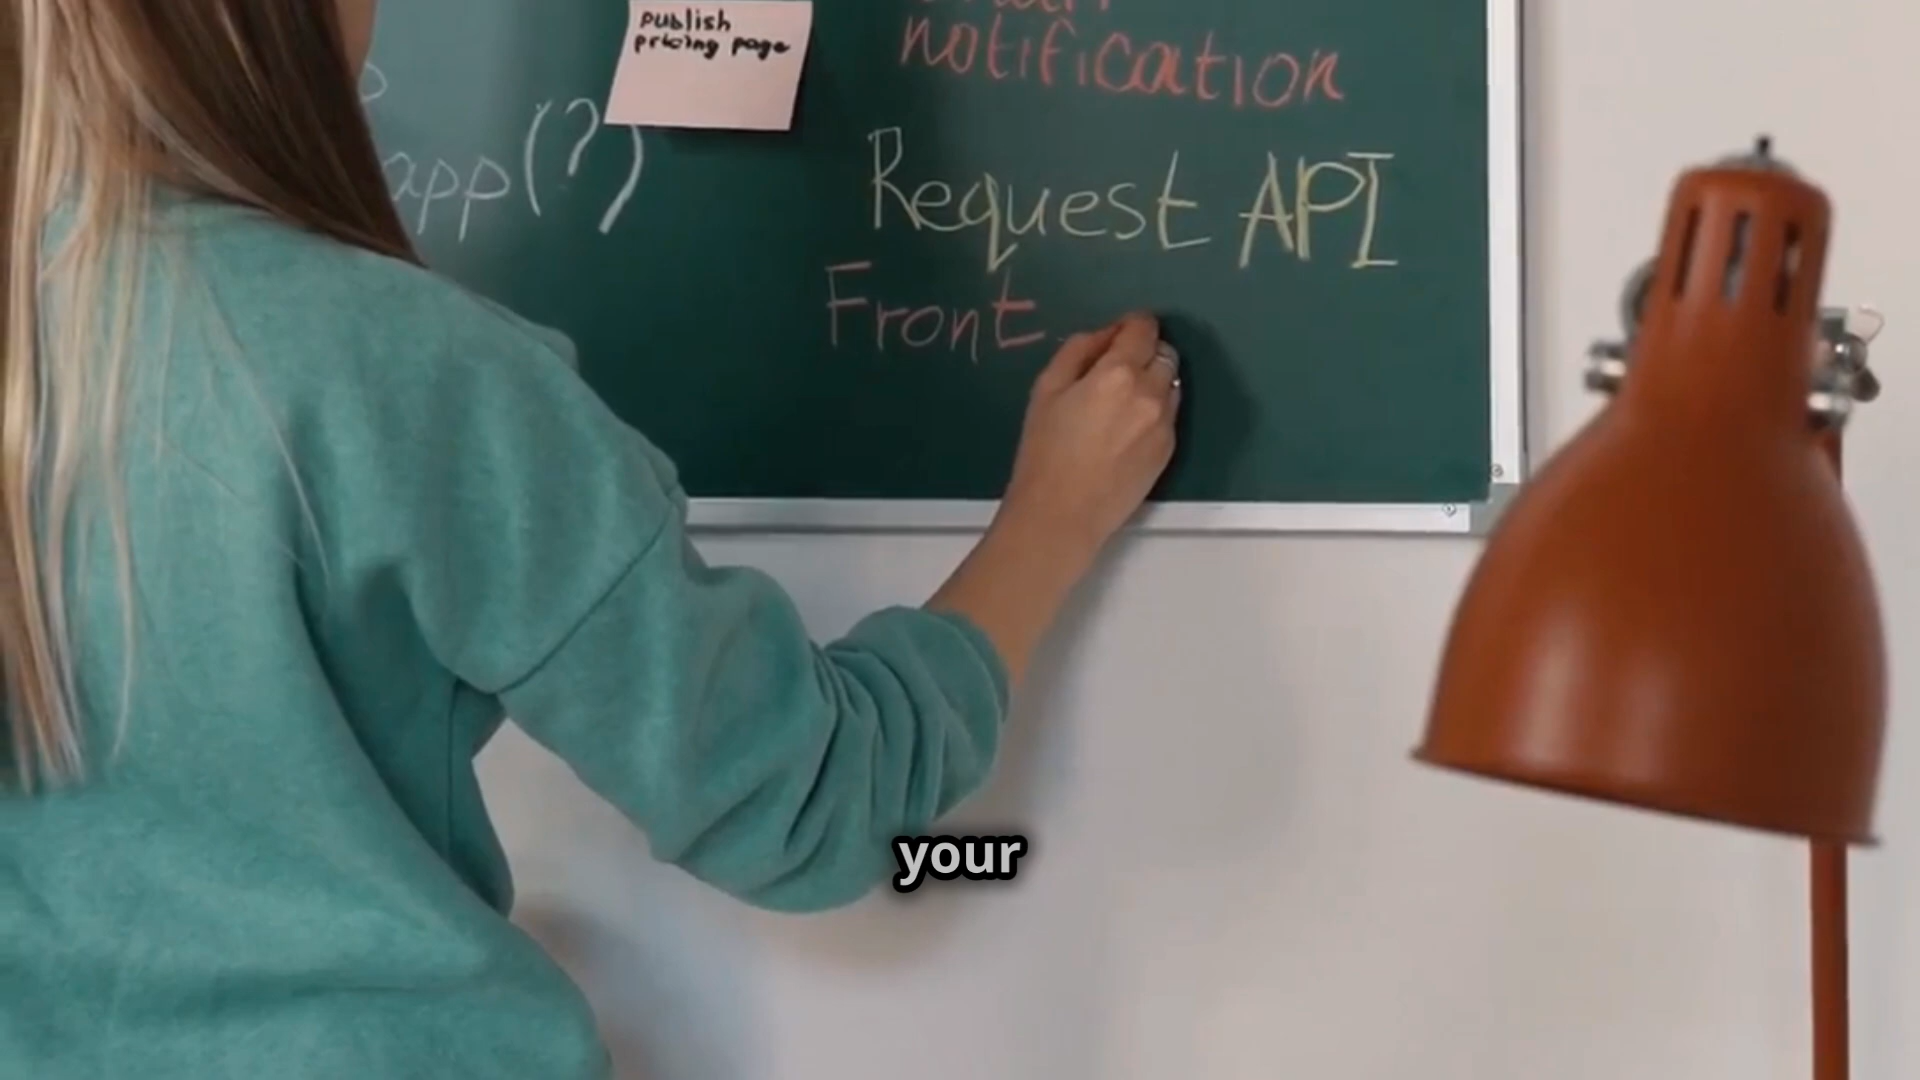 publish
pricing page
notification
app(?)
Request API
Front
your